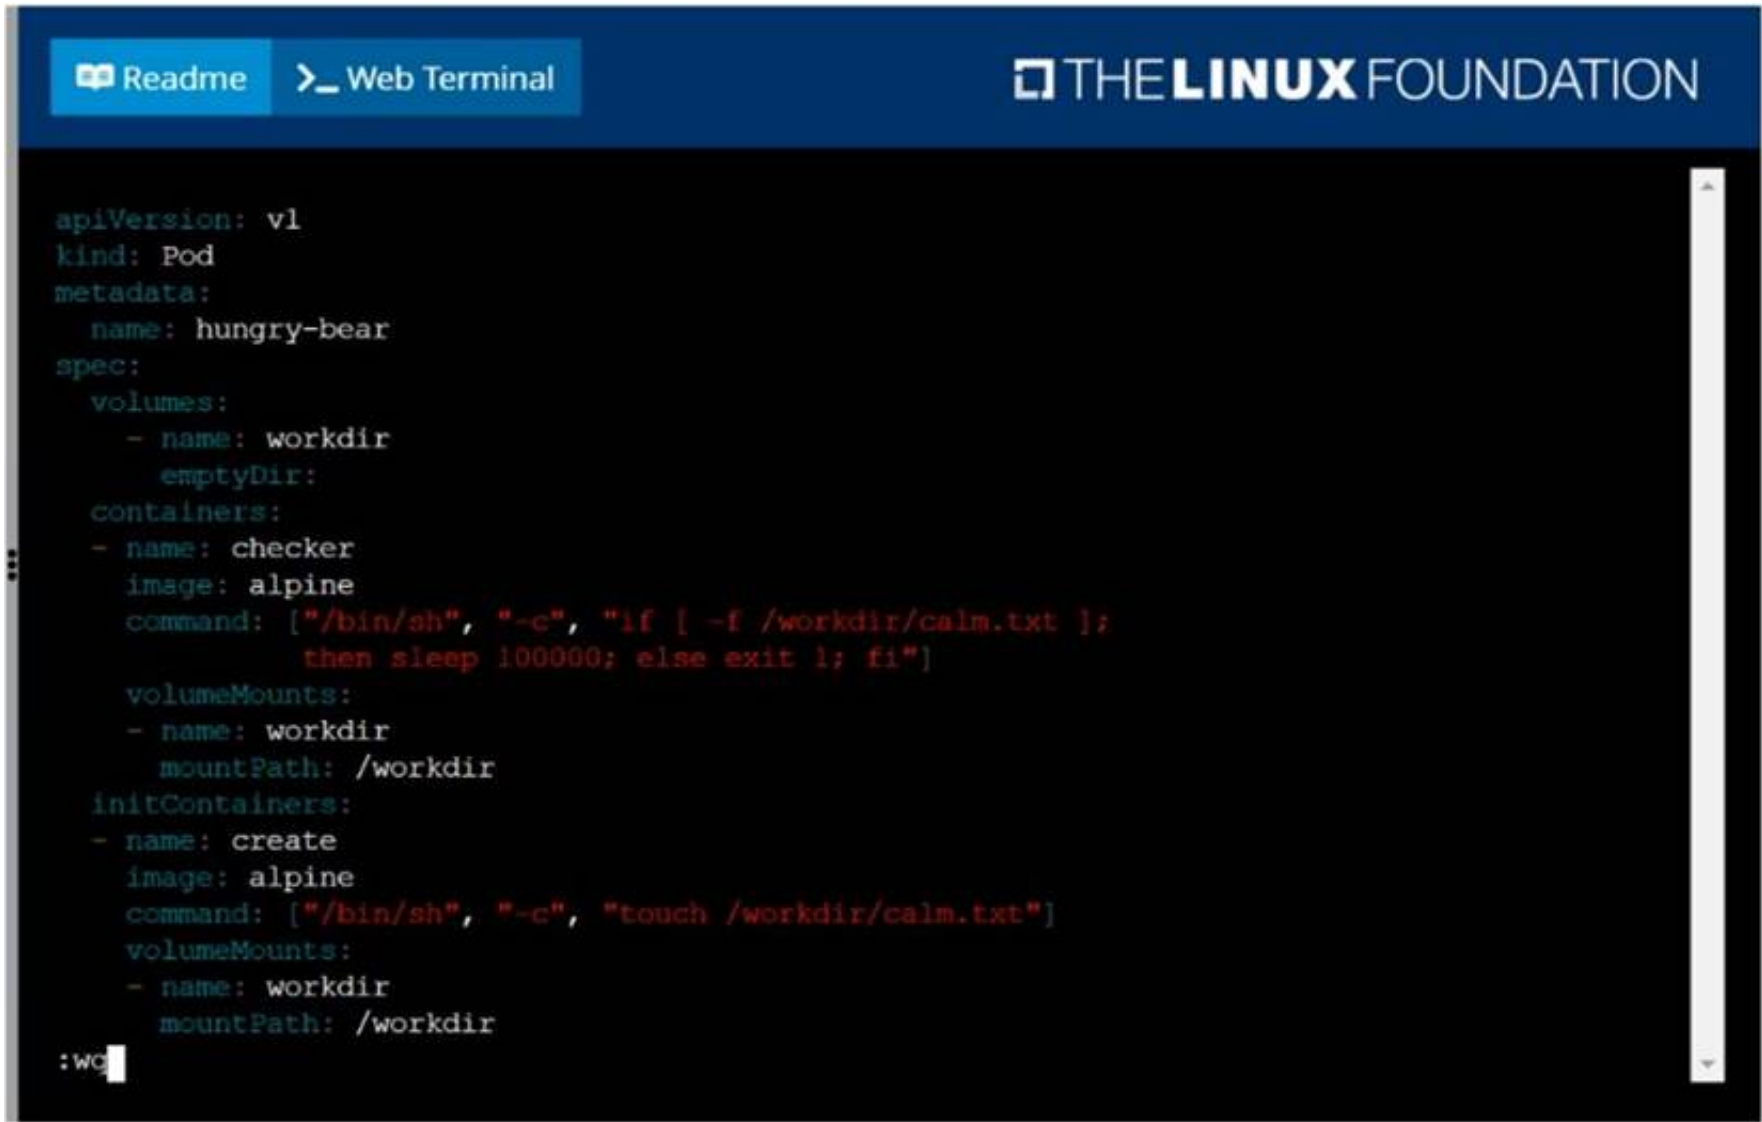 Readme >_ Web Terminal THE LINUX FOUNDATION
apiVersion: v1
kind: Pod
metadata:
  name: hungry-bear
spec:
  volumes:
    - name: workdir
      emptyDir:
  containers:
  - name: checker
    image: alpine
    command: ["/bin/sh", "-c", "if [ -f /workdir/calm.txt ];
              then sleep 100000; else exit 1; fi"]
    volumeMounts:
    - name: workdir
      mountPath: /workdir
  initContainers:
  - name: create
    image: alpine
    command: ["/bin/sh", "-c", "touch /workdir/calm.txt"]
    volumeMounts:
    - name: workdir
      mountPath: /workdir
:wq